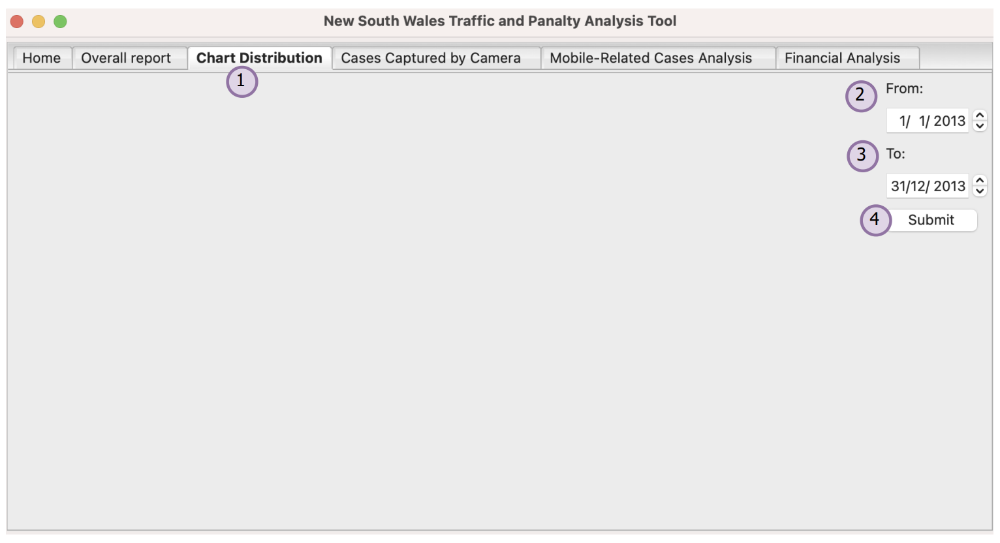 New South Wales Traffic and Panalty Analysis Tool
Home Overall report Chart Distribution Cases Captured by Camera Mobile-Related Cases Analysis Financial Analysis
1
2 From:
1/ 1/ 2013
3 To:
31/12/ 2013
4 Submit